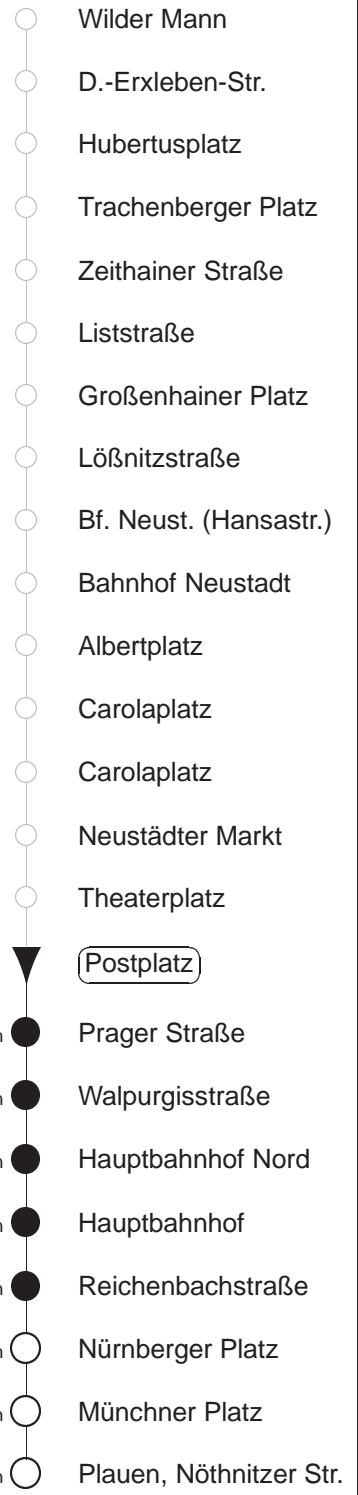 Wilder Mann
D.-Erxleben-Str.
Hubertusplatz
Trachenberger Platz
Zeithainer Straße
Liststraße
Großenhainer Platz
Lößnitzstraße
Bf. Neust. (Hansastr.)
Bahnhof Neustadt
Albertplatz
Carolaplatz
Carolaplatz
Neustädter Markt
Theaterplatz
Postplatz
Prager Straße
Walpurgisstraße
Hauptbahnhof Nord
Hauptbahnhof
Reichenbachstraße
Nürnberger Platz
Münchner Platz
Plauen, Nöthnitzer Str.